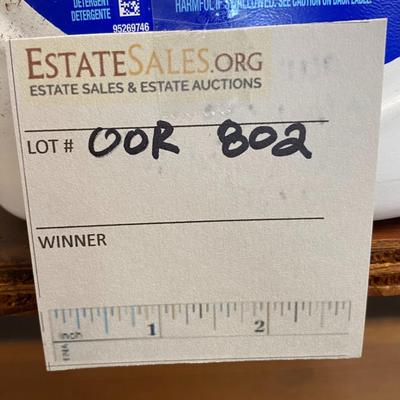 DETERGENT
DETERGENTE
95269746
HARMFUL IF SWALLOWED. SEE CAUTION ON BACK LABEL.
ESTATESALES.ORG
ESTATE SALES & ESTATE AUCTIONS
LOT # OOR 802
WINNER
1 2
inch